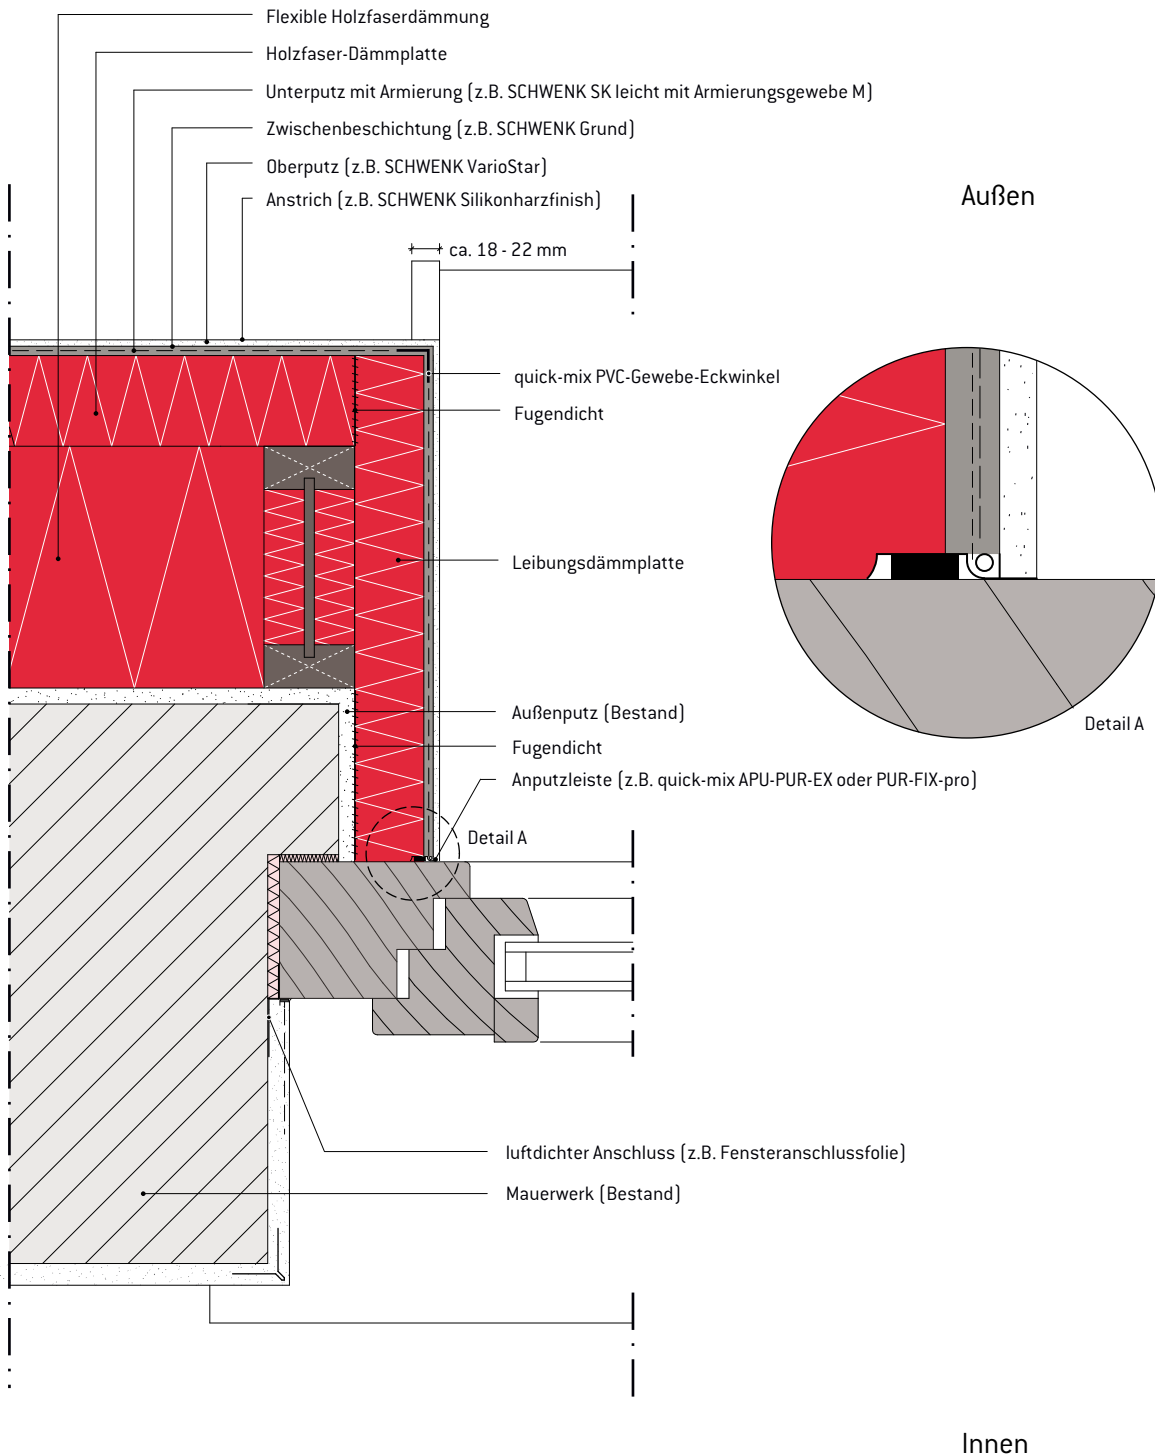 Flexible Holzfaserdämmung
Holzfaser-Dämmplatte
Unterputz mit Armierung (z.B. SCHWENK SK leicht mit Armierungsgewebe M)
Zwischenbeschichtung (z.B. SCHWENK Grund)
Oberputz (z.B. SCHWENK VarioStar)
Anstrich (z.B. SCHWENK Silikonharzfinish)
Außen
ca. 18 - 22 mm
quick-mix PVC-Gewebe-Eckwinkel
Fugendicht
Leibungsdämmplatte
Außenputz (Bestand)
Detail A
Fugendicht
Anputzleiste (z.B. quick-mix APU-PUR-EX oder PUR-FIX-pro)
Detail A
luftdichter Anschluss (z.B. Fensteranschlussfolie)
Mauerwerk (Bestand)
Innen